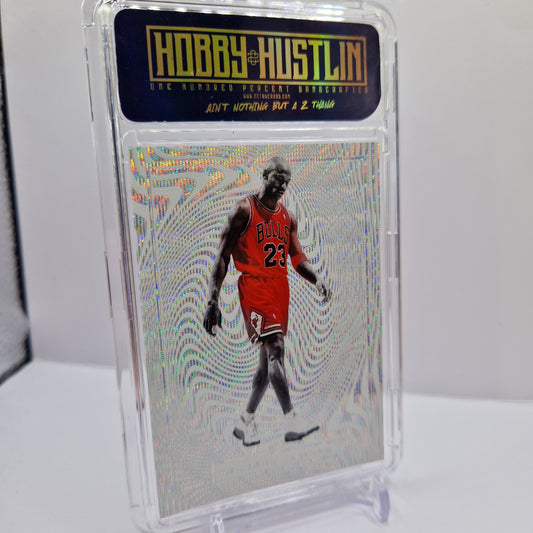 HOBBY HUSTLIN
ONE HUNDRED PERCENT HANDCRAFTED
AIN'T NOTHING BUT A Z THANG
BULLS
23